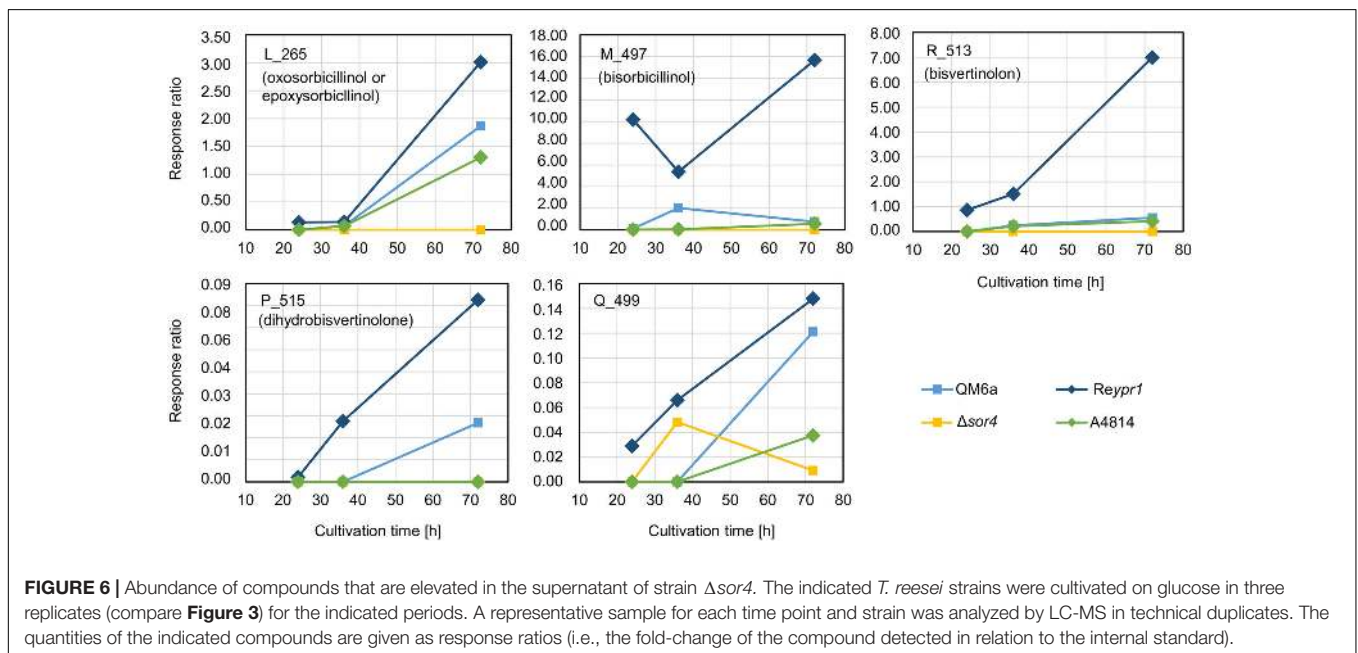 L_265
(oxosorbicillinol or
epoxysorbicllinol)
Response ratio
3.50
3.00
2.50
2.00
1.50
1.00
0.50
0.00
10 20 30 40 50 60 70 80
M_497
(bisorbicillinol)
18.00
16.00
14.00
12.00
10.00
8.00
6.00
4.00
2.00
0.00
10 20 30 40 50 60 70 80
R_513
(bisvertinolon)
8.00
7.00
6.00
5.00
4.00
3.00
2.00
1.00
0.00
10 20 30 40 50 60 70 80
Cultivation time [h]
P_515
(dihydrobisvertinolone)
Response ratio
0.09
0.08
0.06
0.04
0.03
0.02
0.01
0.00
10 20 30 40 50 60 70 80
Cultivation time [h]
Q_499
0.16
0.14
0.12
0.10
0.08
0.06
0.04
0.02
0.00
10 20 30 40 50 60 70 80
Cultivation time [h]
QM6a
Reypr1
Δsor4
A4814
FIGURE 6 | Abundance of compounds that are elevated in the supernatant of strain Δsor4. The indicated T. reesei strains were cultivated on glucose in three
replicates (compare Figure 3) for the indicated periods. A representative sample for each time point and strain was analyzed by LC-MS in technical duplicates. The
quantities of the indicated compounds are given as response ratios (i.e., the fold-change of the compound detected in relation to the internal standard).